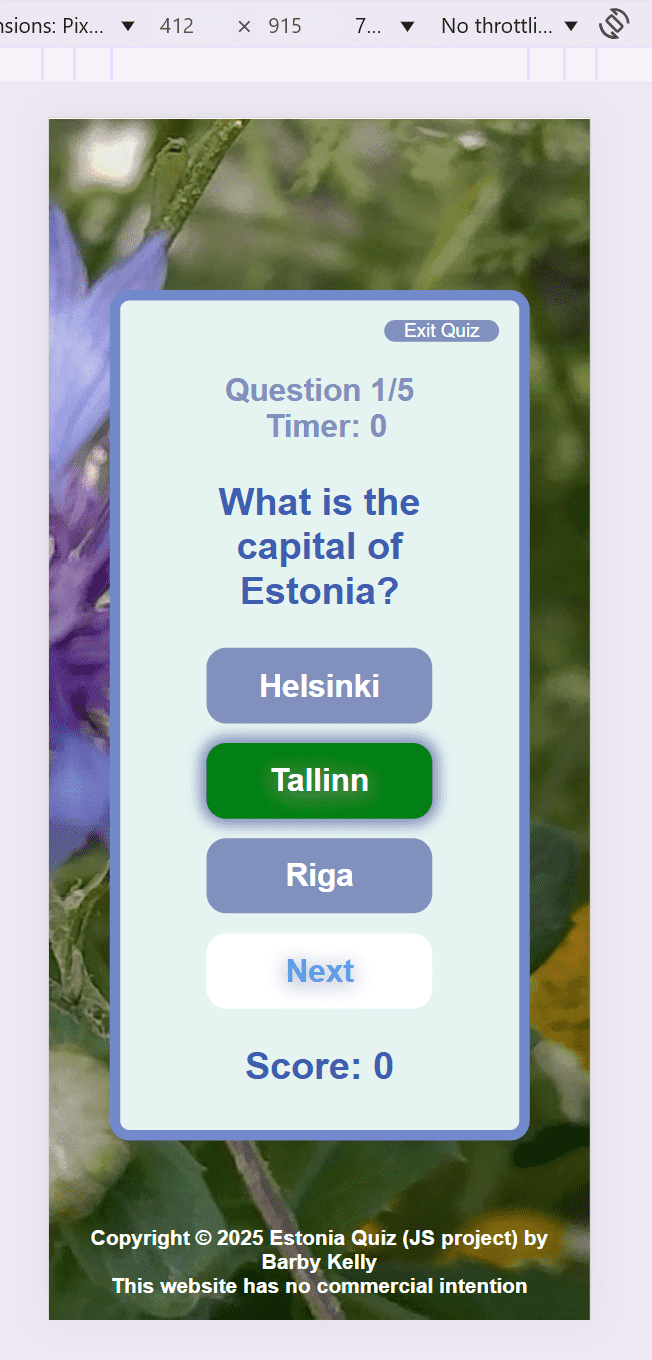 nsions: Pix... 412 × 915 7... No throttli...
Exit Quiz
Question 1/5
Timer: 0
What is the
capital of
Estonia?
Helsinki
Tallinn
Riga
Next
Score: 0
Copyright © 2025 Estonia Quiz (JS project) by
Barby Kelly
This website has no commercial intention